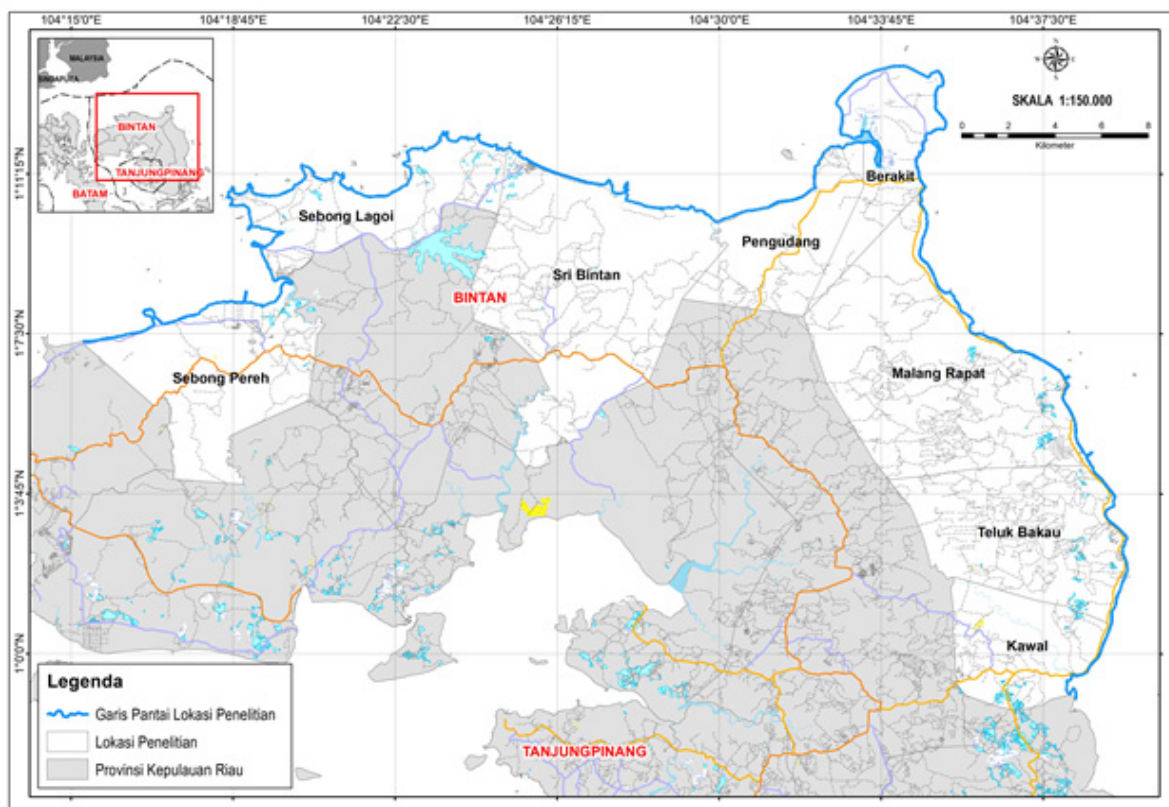 104°15'0"E 104°18'45"E 104°22'30"E 104°26'15"E 104°30'0"E 104°33'45"E 104°37'30"E
MALAYSIA
SINGAPUTA
BINTAN
TANJUNGPINANG
BATAM
N
SKALA 1:150.000
0 2 4 6 8
Kilometer
1°11'15"N
Berakit
Sebong Lagoi
Pengudang
Sri Bintan
BINTAN
1°7'30"N
Sebong Pereh
Malang Rapat
1°3'45"N
Teluk Bakau
Kawal
1°0'0"N
Legenda
Garis Pantai Lokasi Penelitian
Lokasi Penelitian
Provinsi Kepulauan Riau
TANJUNGPINANG